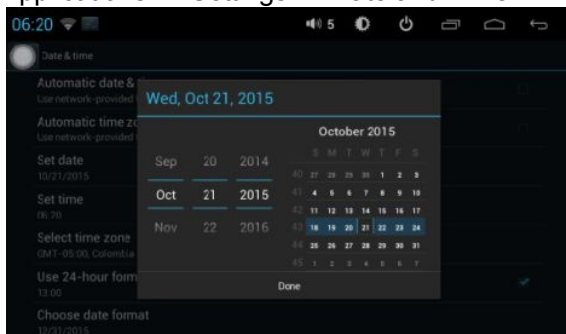 06:20 5
Date & time
Automatic date &
Use network-provided
Automatic time zo
Use network-provided
Set date
10/21/2015
Set time
06:20
Select time zone
GMT-05:00, Colombia
Use 24-hour form
13:00
Choose date format
12/31/2015
Wed, Oct 21, 2015
Sep 20 2014
Oct 21 2015
Nov 22 2016
October 2015
S M T W T F S
40 27 28 29 30 1 2 3
41 4 5 6 7 8 9 10
42 11 12 13 14 15 16 17
43 18 19 20 21 22 23 24
44 25 26 27 28 29 30 31
45 1 2 3 4 5 6 7
Done